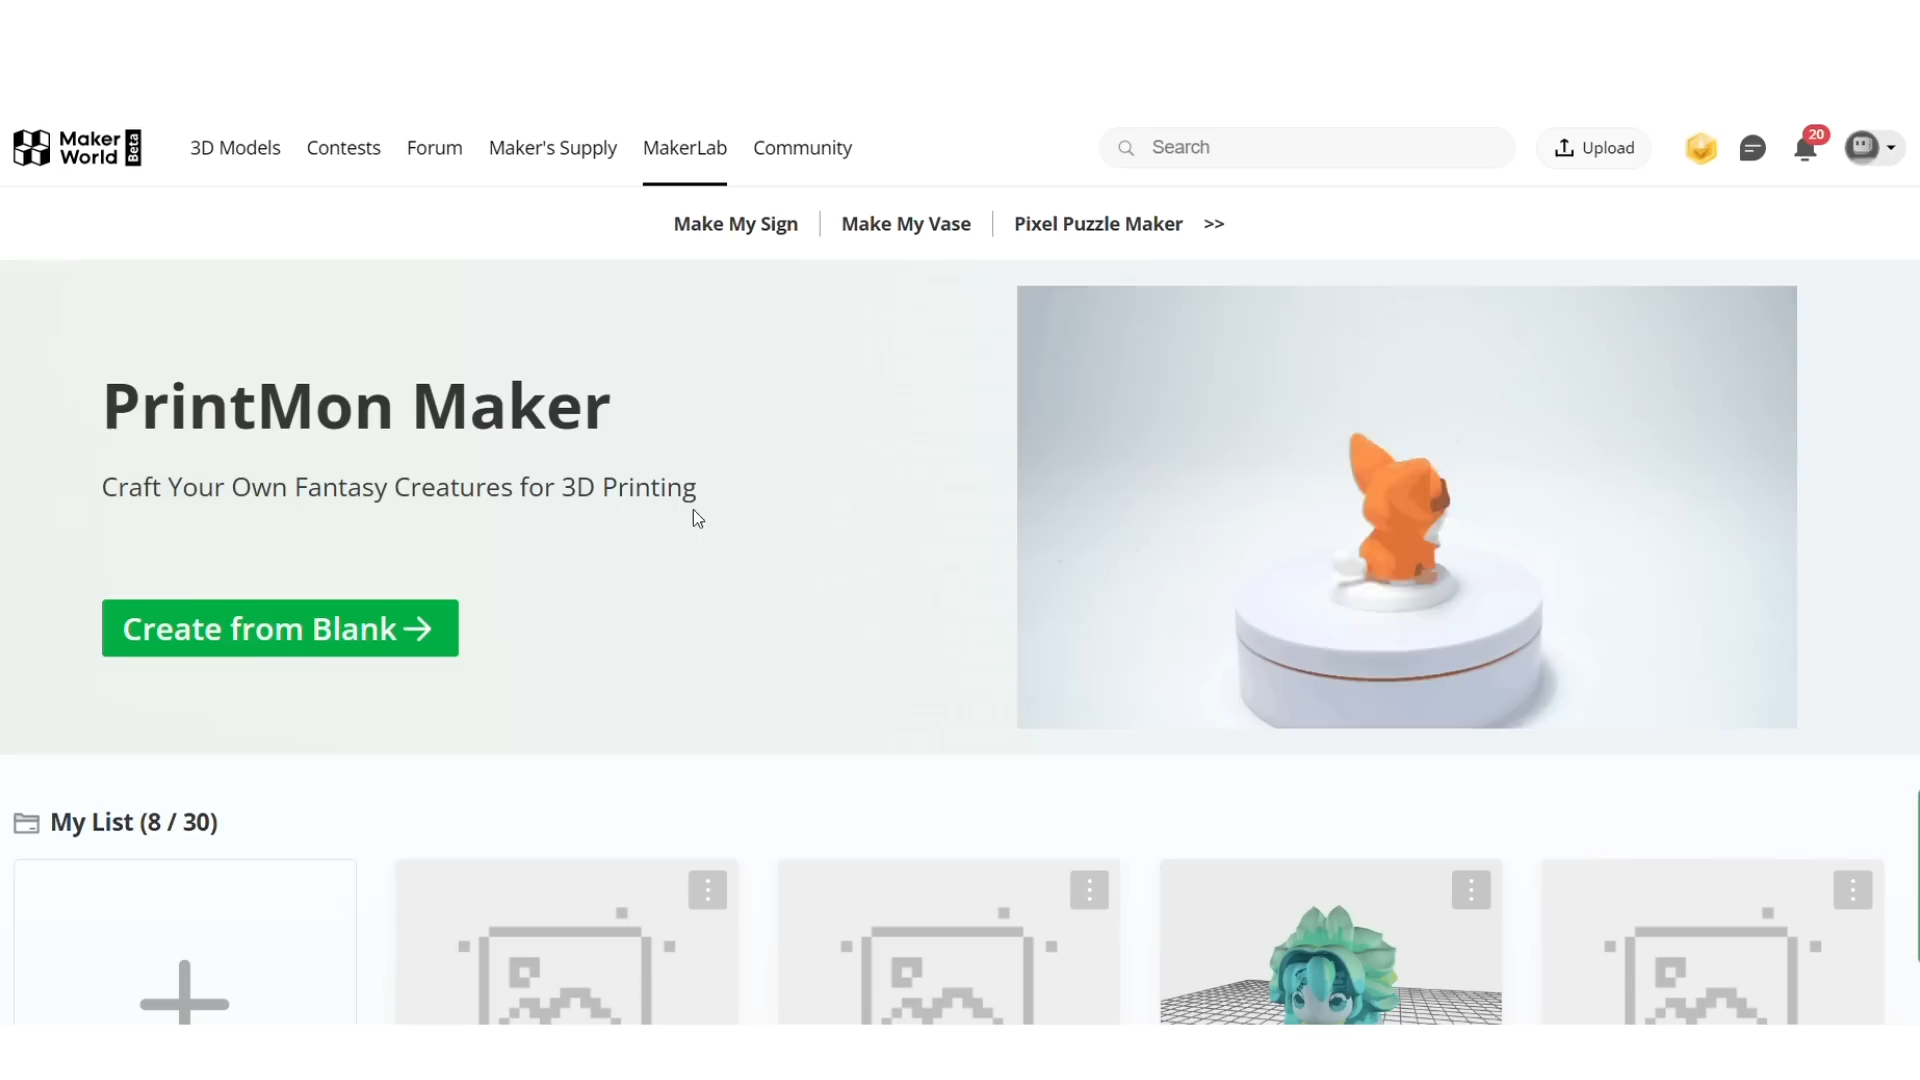 Maker World Beta
3D Models Contests Forum Maker's Supply MakerLab Community Search Upload 20
Make My Sign Make My Vase Pixel Puzzle Maker >>
PrintMon Maker
Craft Your Own Fantasy Creatures for 3D Printing
Create from Blank
My List (8 / 30)